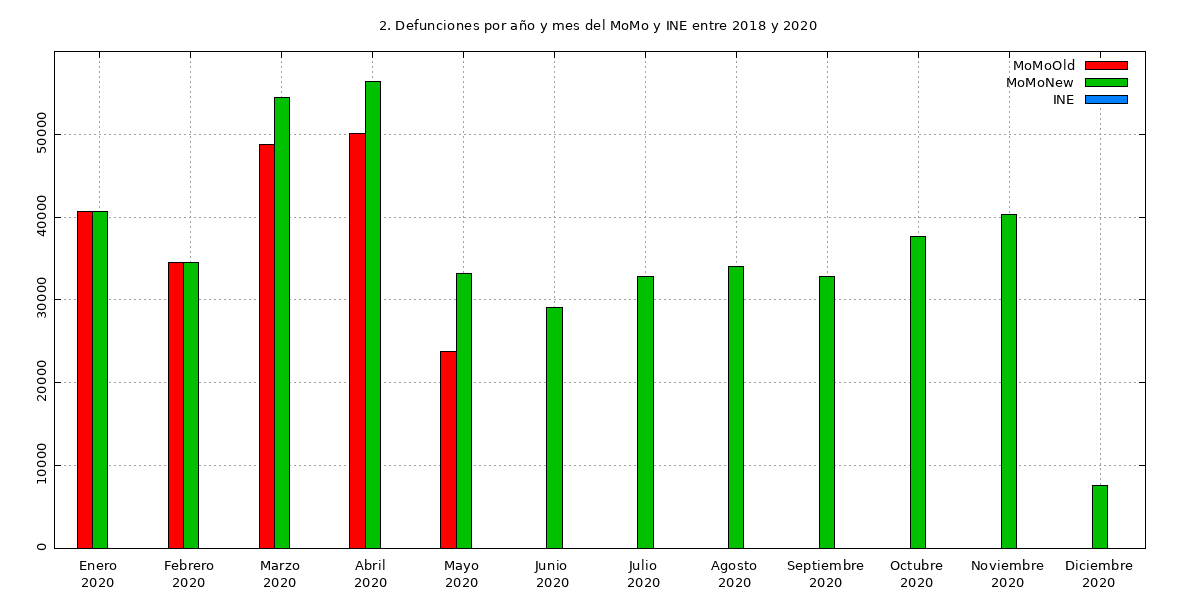 2. Defunciones por año y mes del MoMo y INE entre 2018 y 2020
MoMoOld
MoMoNew
INE
50000
40000
30000
20000
10000
0
Enero Febrero Marzo Abril Mayo Junio Julio Agosto Septiembre Octubre Noviembre Diciembre
2020 2020 2020 2020 2020 2020 2020 2020 2020 2020 2020 2020